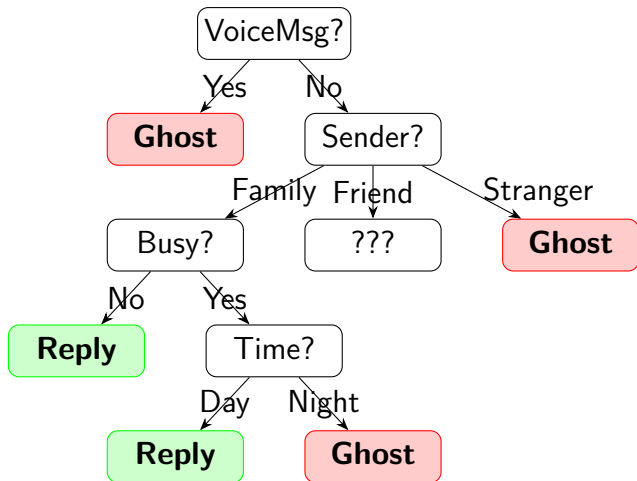 VoiceMsg?
Yes
No
Ghost
Sender?
Family
Friend
Stranger
Busy?
???
Ghost
No
Yes
Reply
Time?
Day
Night
Reply
Ghost